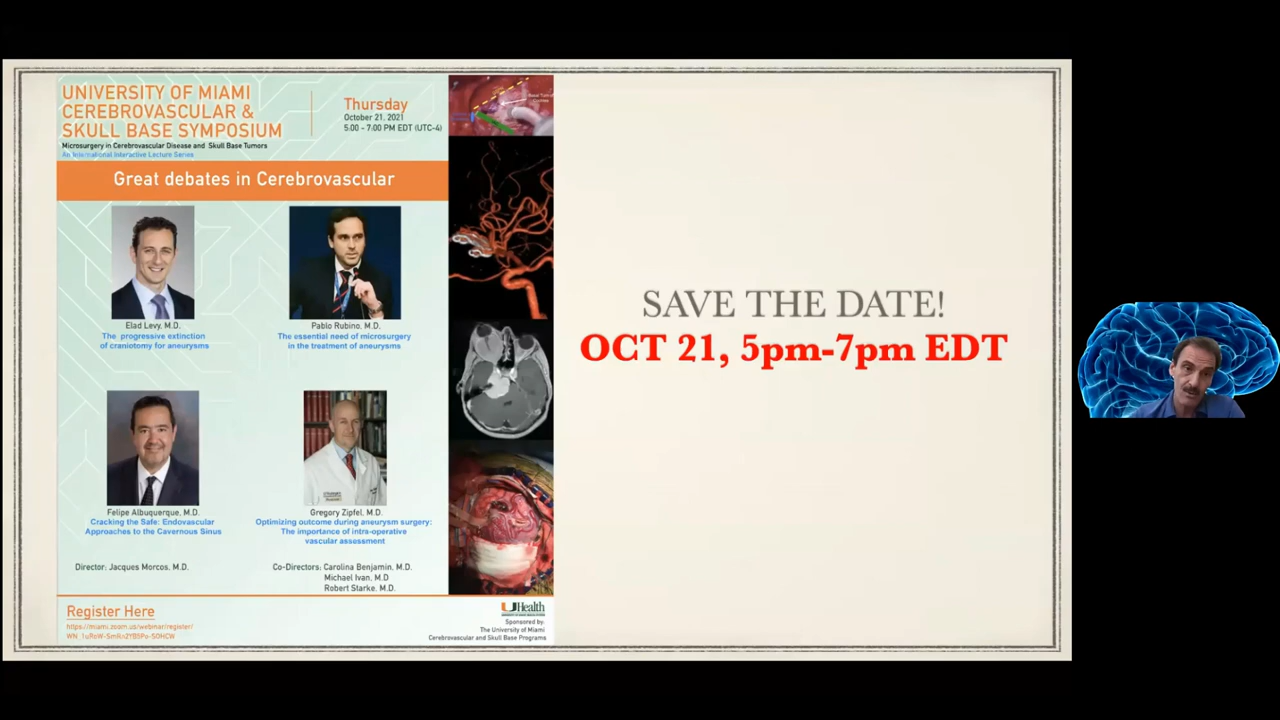 UNIVERSITY OF MIAMI
CEREBROVASCULAR &
SKULL BASE SYMPOSIUM
Microsurgery in Cerebrovascular Disease and Skull Base Tumors
An International Interactive Lecture Series
Thursday
October 21, 2021
5:00 - 7:00 PM EDT (UTC-4)
Great debates in Cerebrovascular
Elad Levy, M.D.
The progressive extinction
of craniotomy for aneurysms
Pablo Rubino, M.D.
The essential need of microsurgery
in the treatment of aneurysms
Felipe Albuquerque, M.D.
Cracking the Safe: Endovascular
Approaches to the Cavernous Sinus
Gregory Zipfel, M.D.
Optimizing outcome during aneurysm surgery:
The importance of intra-operative
vascular assessment
Director: Jacques Morcos, M.D.
Co-Directors: Carolina Benjamin, M.D.
Michael Ivan, M.D
Robert Starke, M.D.
Register Here
https://miami.zoom.us/webinar/register/
UHealth
Sponsored by:
The University of Miami
Cerebrovascular and Skull Base Programs
SAVE THE DATE!
OCT 21, 5pm-7pm EDT